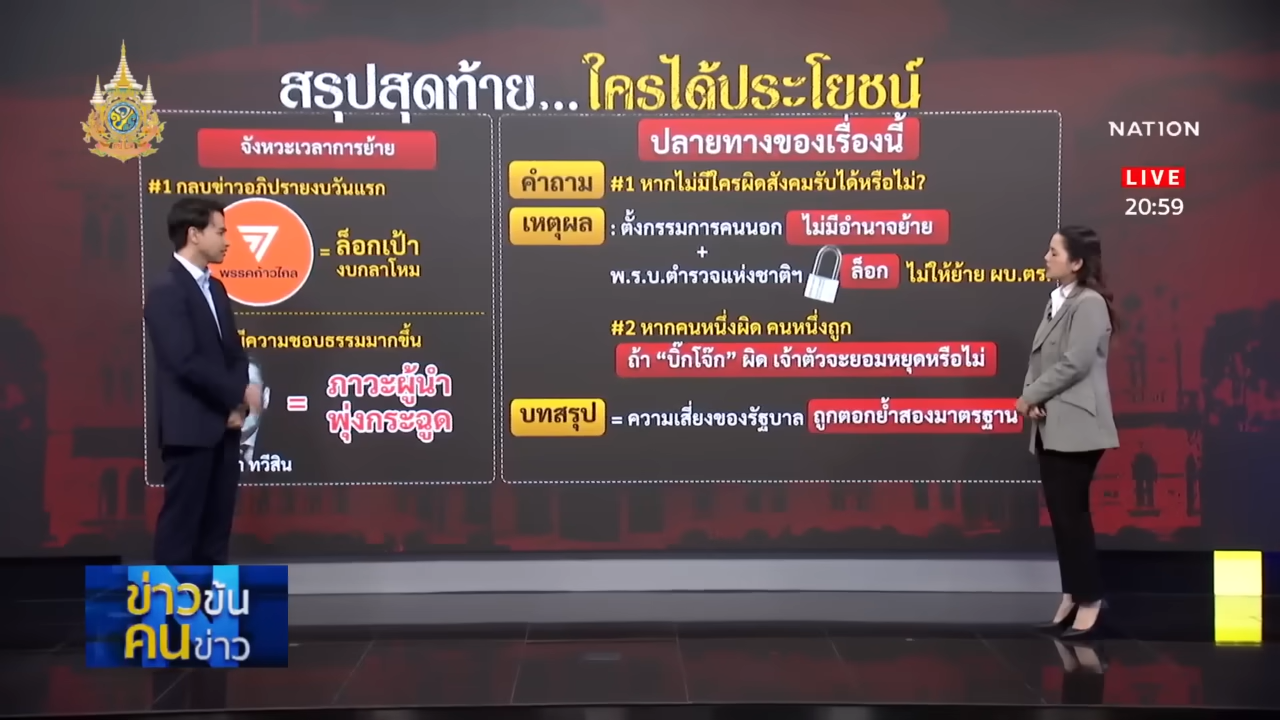 สรุปสุดท้าย...ใครได้ประโยชน์
จังหวะเวลาการย้าย
#1 กลบข่าวอภิปรายงบวันแรก
พรรคก้าวไกล
= ล็อกเป้า
งบกลาโหม
ความชอบธรรมมากขึ้น
= ภาวะผู้นำ
พุ่งกระฉูด
ทวีสิน
ปลายทางของเรื่องนี้
คำถาม #1 หากไม่มีใครผิดสังคมรับได้หรือไม่?
เหตุผล : ตั้งกรรมการคนนอก ไม่มีอำนาจย้าย
+
พ.ร.บ.ตำรวจแห่งชาติฯ ล็อก ไม่ให้ย้าย ผบ.ตร.
#2 หากคนหนึ่งผิด คนหนึ่งถูก
ถ้า “บิ๊กโจ๊ก” ผิด เจ้าตัวจะยอมหยุดหรือไม่
บทสรุป = ความเสี่ยงของรัฐบาล ถูกตอกย้ำสองมาตรฐาน
NATION
LIVE
20:59
ข่าวข้น
คนข่าว